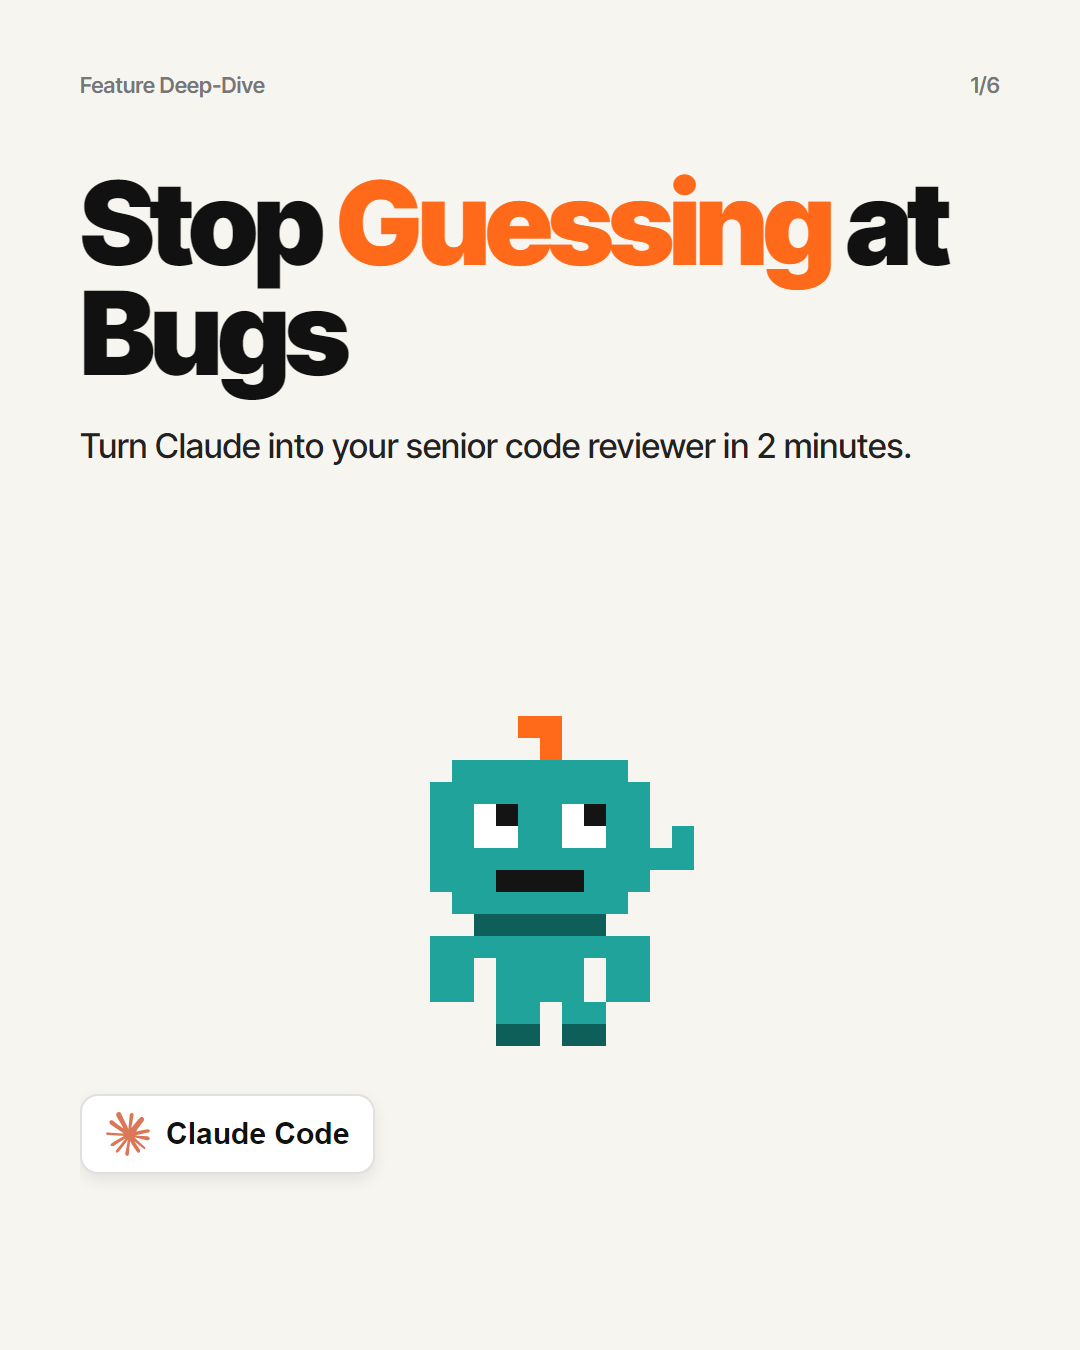 Feature Deep-Dive
1/6
Stop Guessing at
Bugs
Turn Claude into your senior code reviewer in 2 minutes.
Claude Code